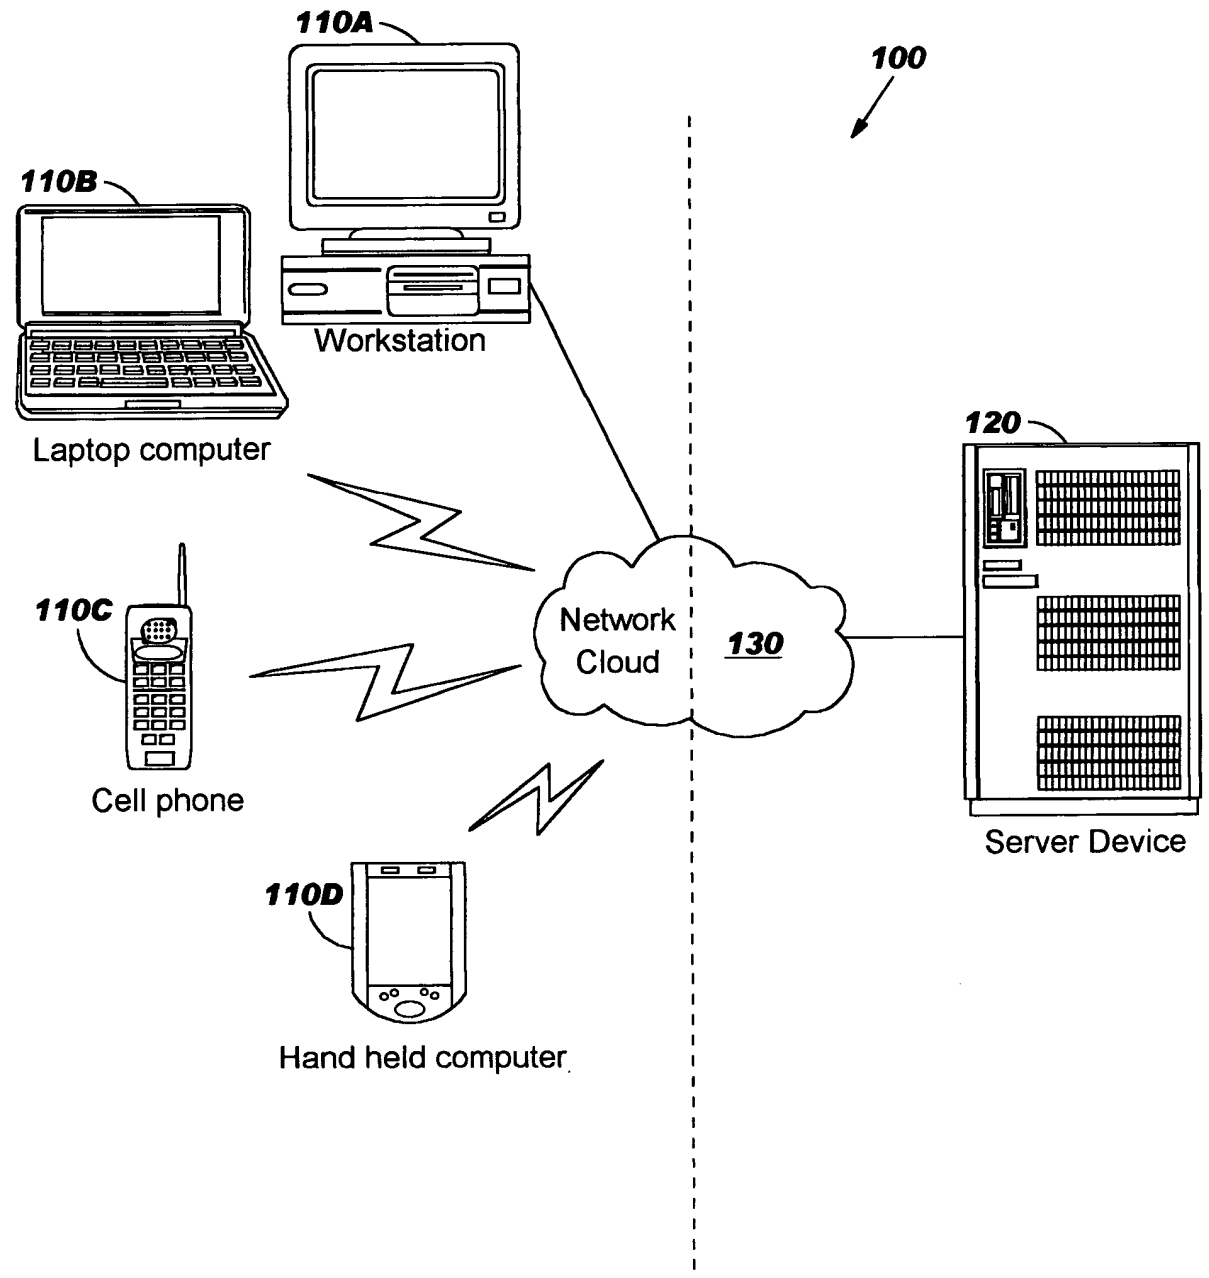 110A
100
110B
Workstation
Laptop computer
120
110C
Network
Cloud
130
Cell phone
Server Device
110D
Hand held computer